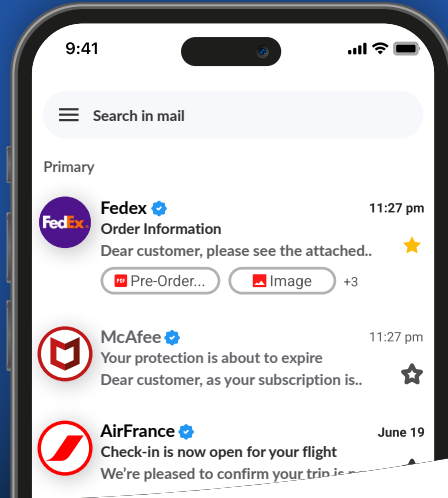 9:41
Search in mail
Primary
Fedex 11:27 pm
FedEx
Order Information
Dear customer, please see the attached..
PDF Pre-Order... Image +3
McAfee 11:27 pm
Your protection is about to expire
Dear customer, as your subscription is..
AirFrance June 19
Check-in is now open for your flight
We're pleased to confirm your trip is